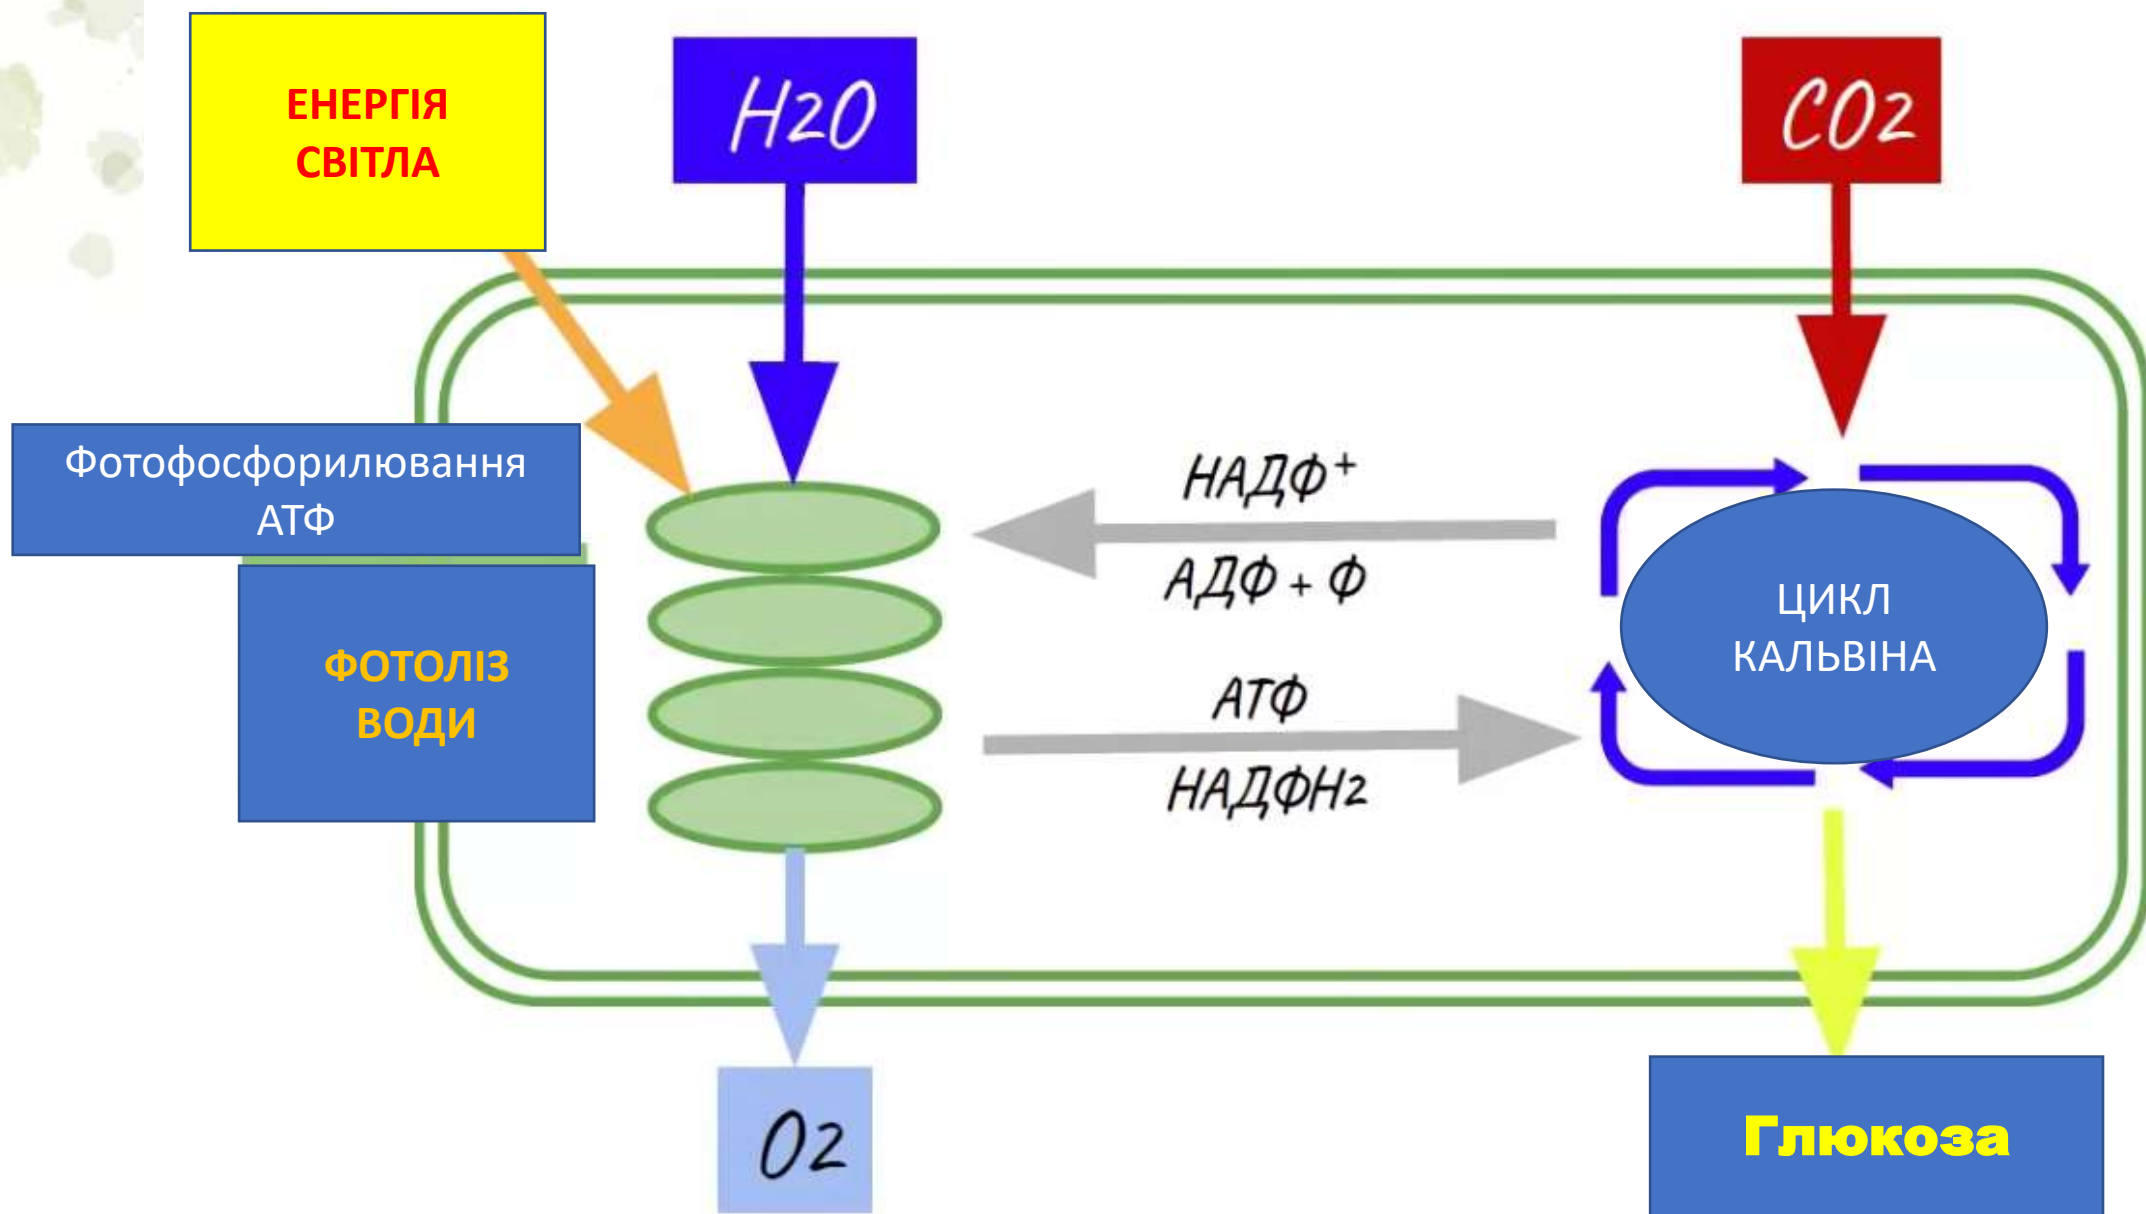 ЕНЕРГІЯ
СВІТЛА
H2O
CO2
Фотофосфорилювання
АТФ
ФОТОЛІЗ
ВОДИ
НАДФ+
АДФ + Ф
АТФ
НАДФН2
ЦИКЛ
КАЛЬВІНА
O2
Глюкоза